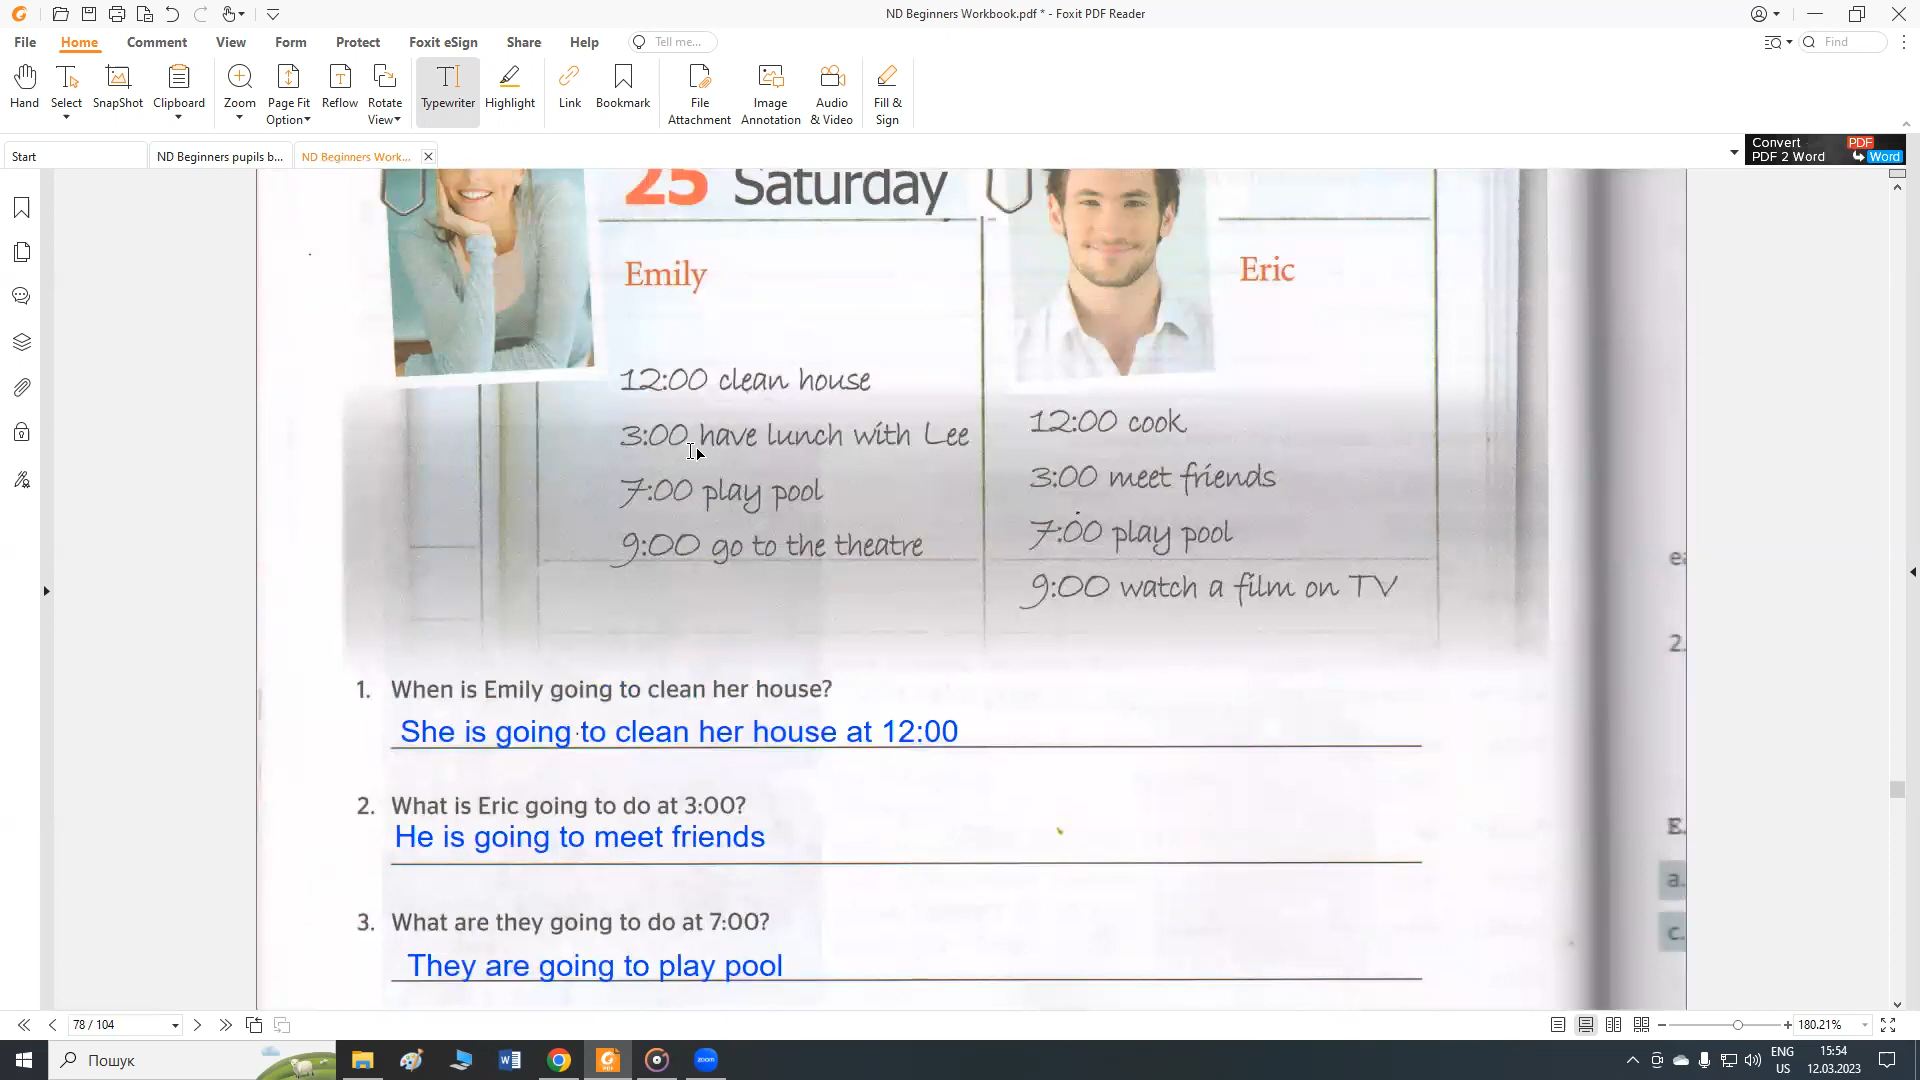 ND Beginners Workbook.pdf * - Foxit PDF Reader
File Home Comment View Form Protect Foxit eSign Share Help Tell me... Find
Hand Select SnapShot Clipboard Zoom Page Fit Option Reflow Rotate View Typewriter Highlight Link Bookmark File Attachment Image Annotation Audio & Video Fill & Sign
Start ND Beginners pupils b... ND Beginners Work... Convert PDF 2 Word PDF Word
25 Saturday
Emily
Eric
12:00 clean house
3:00 have lunch with Lee
7:00 play pool
9:00 go to the theatre
12:00 cook
3:00 meet friends
7:00 play pool
9:00 watch a film on TV
1. When is Emily going to clean her house?
She is going to clean her house at 12:00
2. What is Eric going to do at 3:00?
He is going to meet friends
3. What are they going to do at 7:00?
They are going to play pool
2.
E.
a.
c.
78 / 104 180.21%
Пошук W zoom ENG US 15:54 12.03.2023